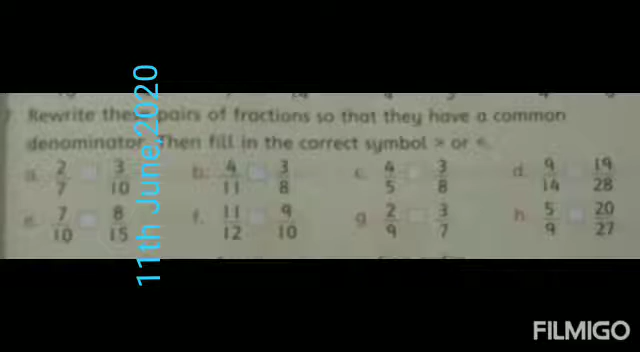 Rewrite these pairs of fractions so that they have a common
denominator. Then fill in the correct symbol > or <.
a. 2/7 □ 3/10 b. 4/11 □ 3/8 c. 4/5 □ 3/8 d. 9/14 □ 19/28
e. 7/10 □ 8/15 f. 11/12 □ 9/10 g. 2/9 □ 3/7 h. 5/9 □ 20/27
11th June,2020
FILMIGO